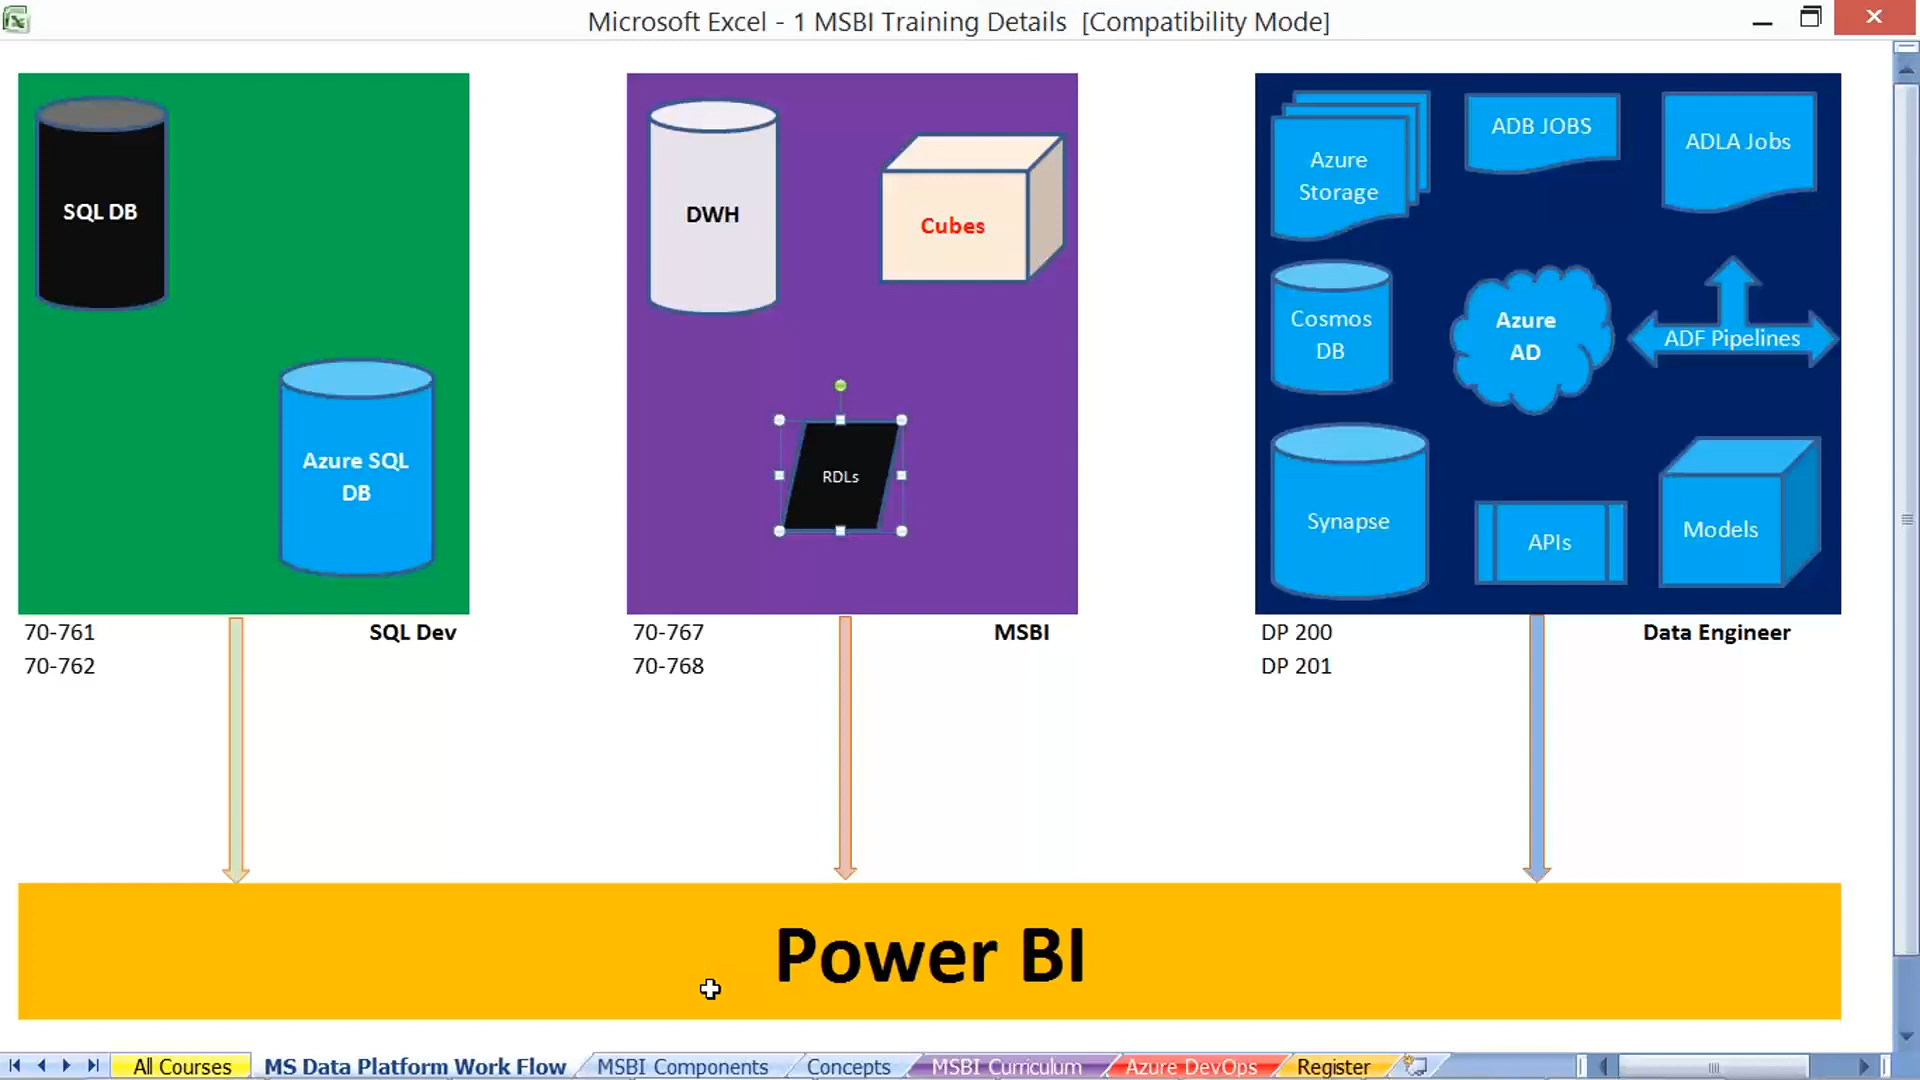 Microsoft Excel - 1 MSBI Training Details [Compatibility Mode]
SQL DB
Azure SQL
DB
70-761
SQL Dev
70-762
DWH
Cubes
RDLs
70-767
MSBI
70-768
Azure
Storage
ADB JOBS
ADLA Jobs
Cosmos
DB
Azure
AD
ADF Pipelines
Synapse
APIs
Models
DP 200
Data Engineer
DP 201
Power BI
All Courses
MS Data Platform Work Flow
MSBI Components
Concepts
MSBI Curriculum
Azure DevOps
Register